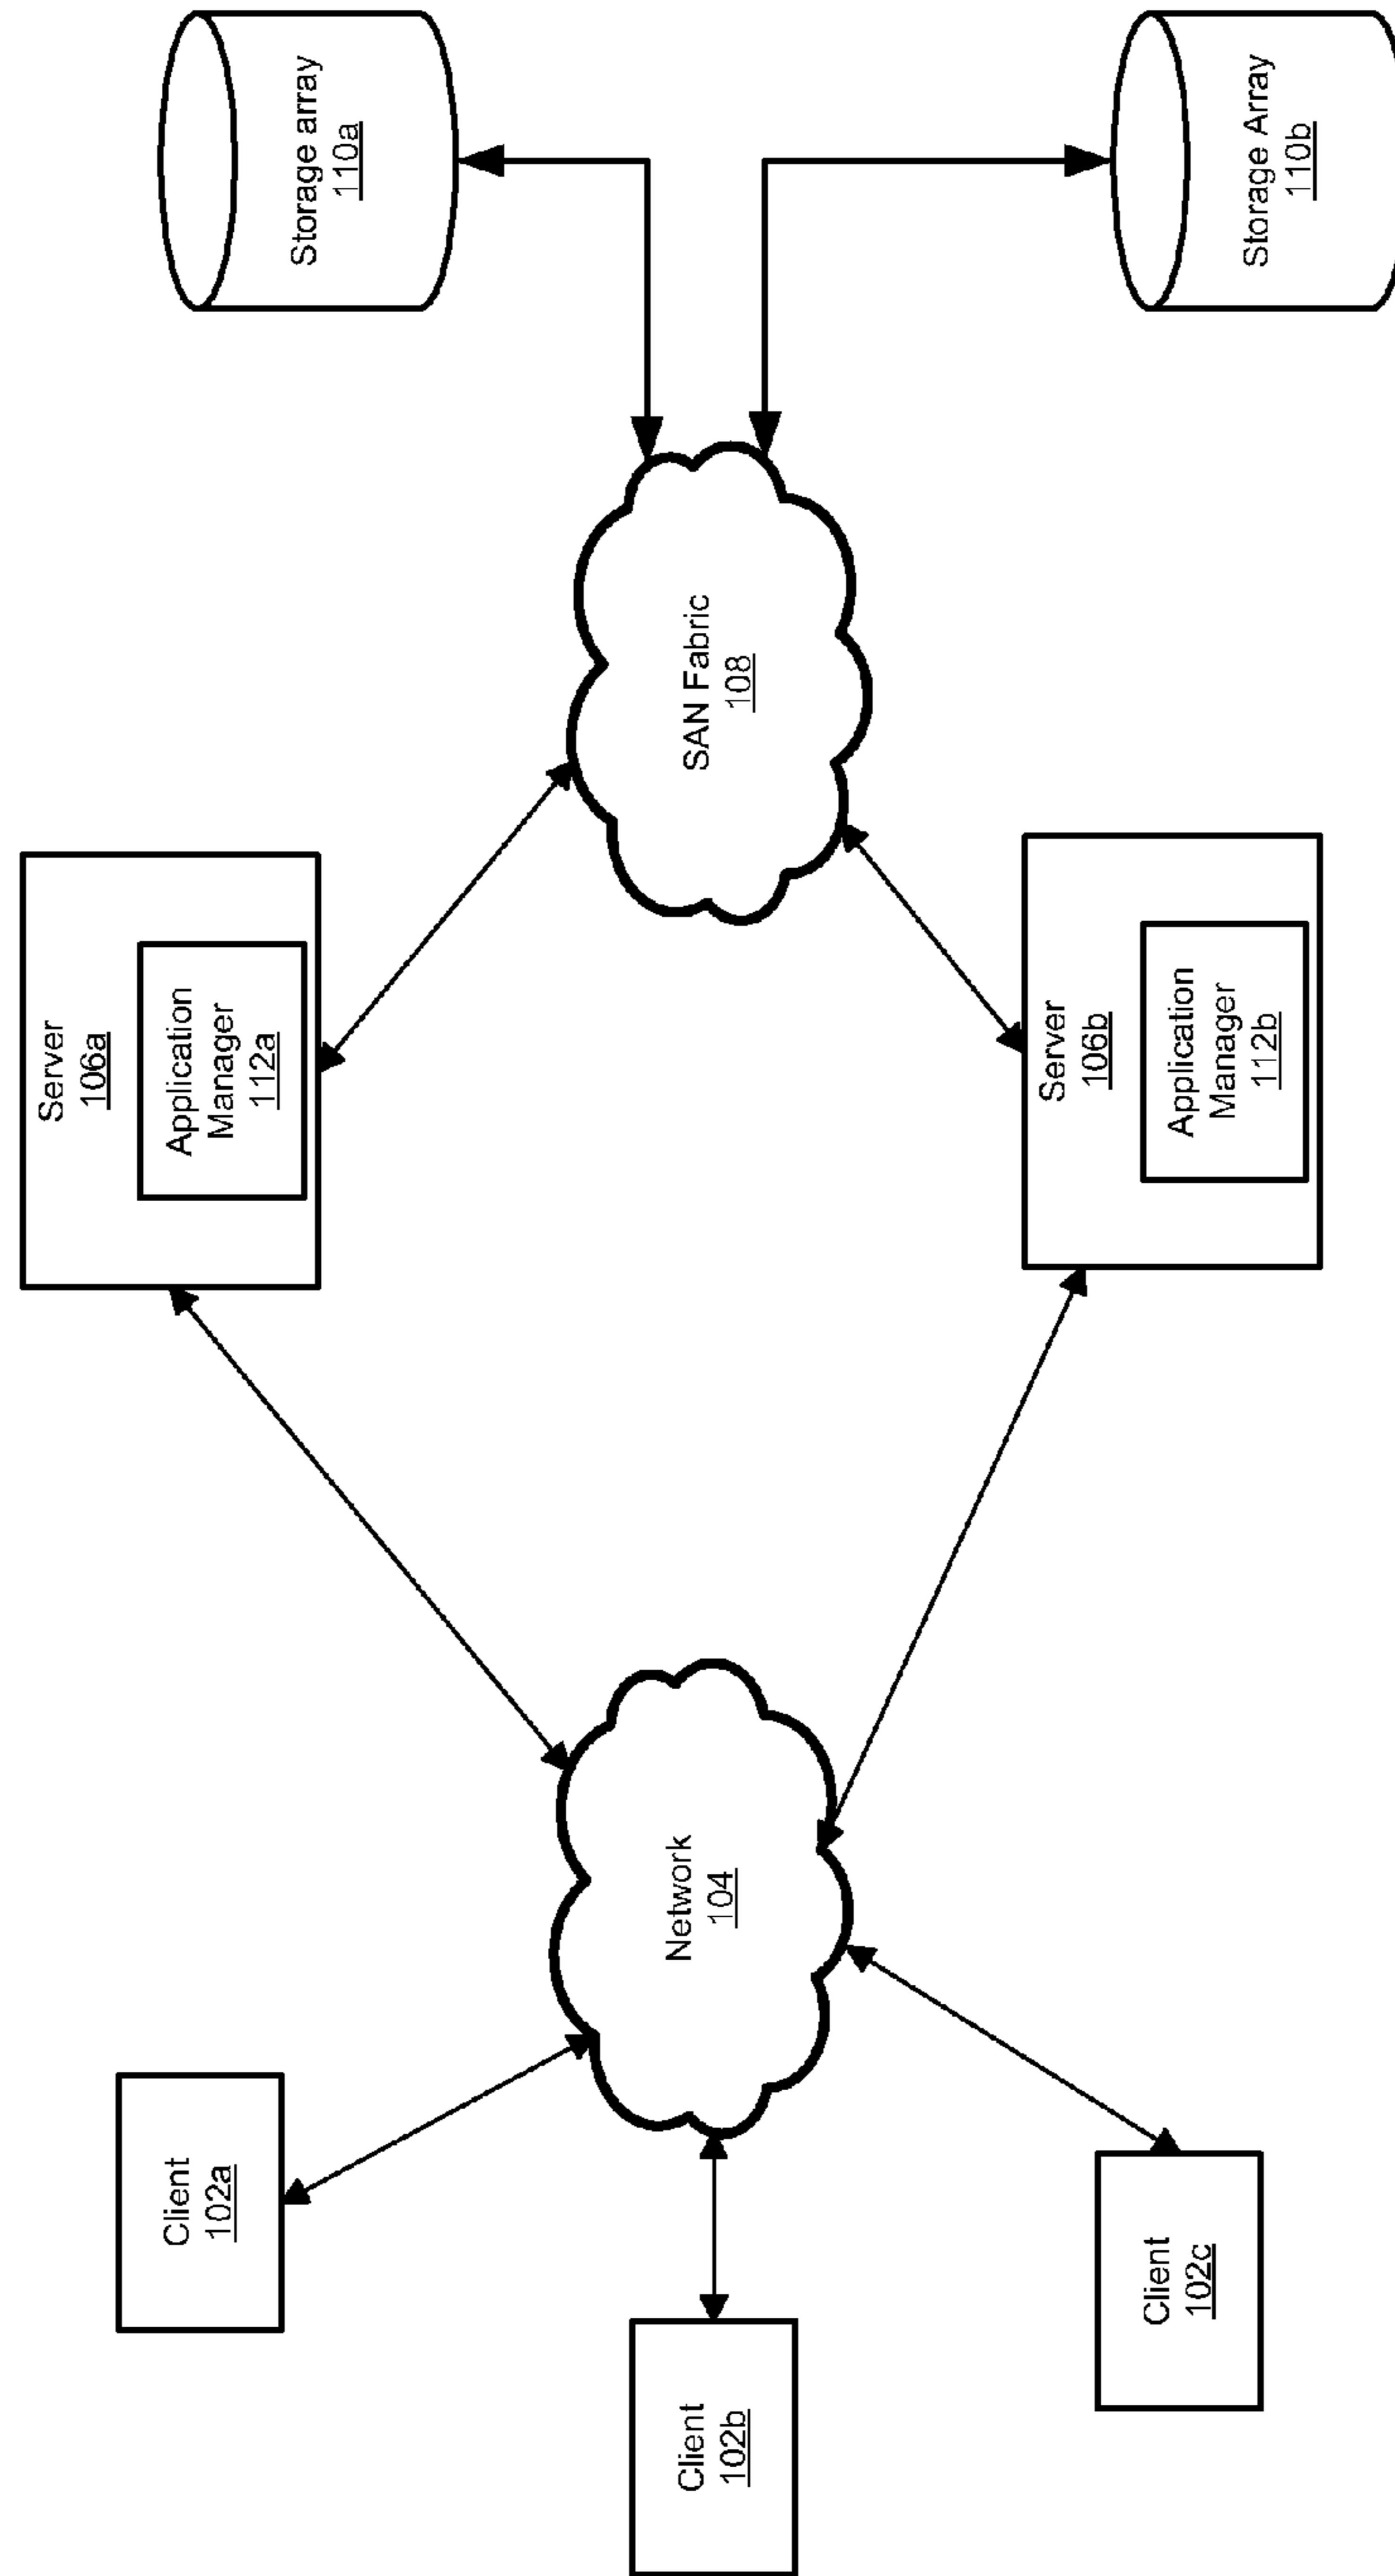 Client
102a
Client
102b
Client
102c
Network
104
Server
106a
Application
Manager
112a
Server
106b
Application
Manager
112b
SAN Fabric
108
Storage array
110a
Storage Array
110b